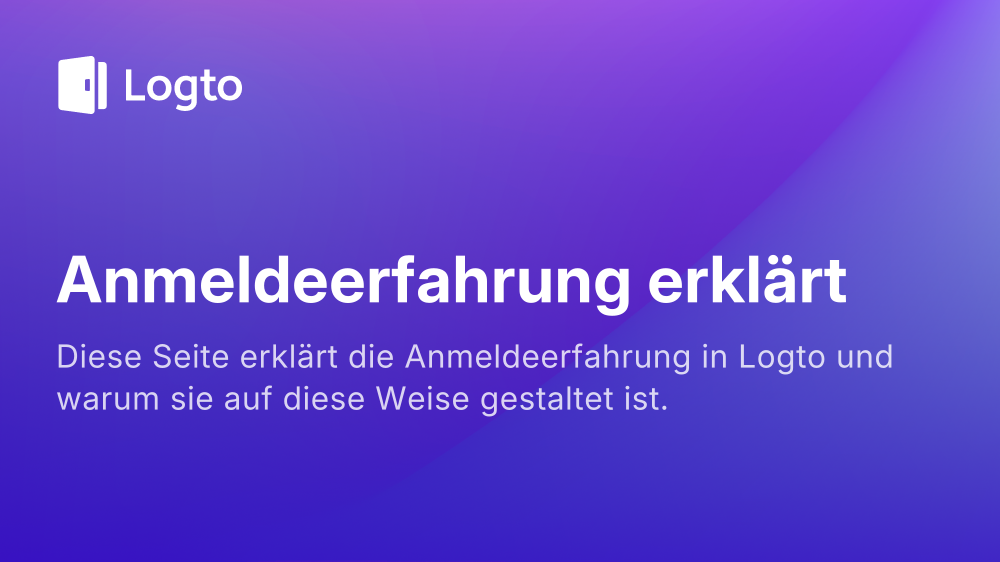 Logto
Anmeldeerfahrung erklärt
Diese Seite erklärt die Anmeldeerfahrung in Logto und
warum sie auf diese Weise gestaltet ist.